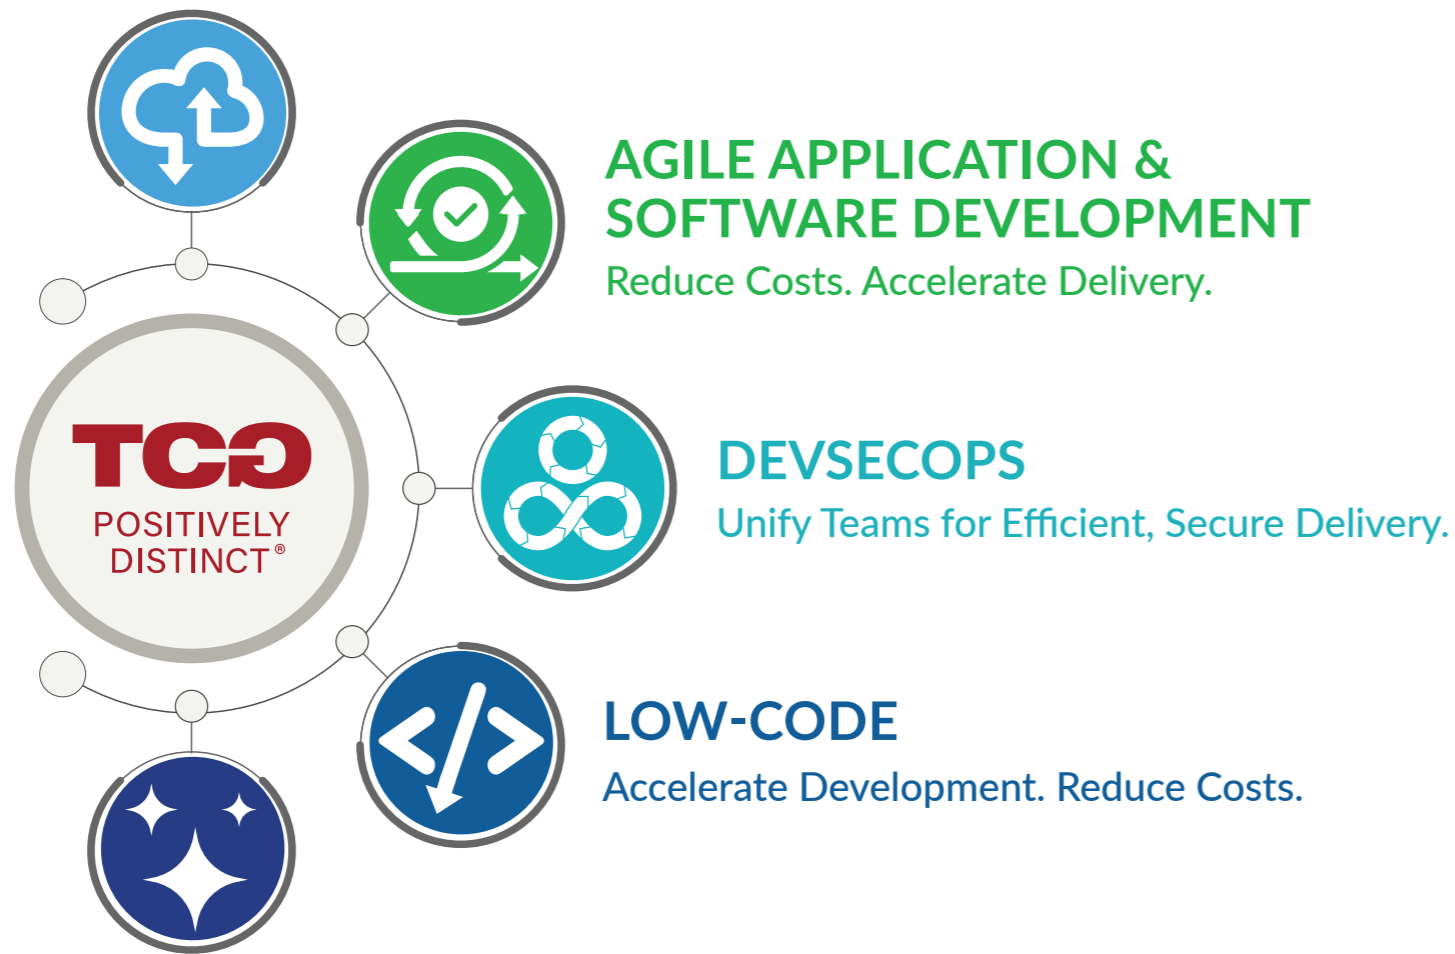 AGILE APPLICATION &
SOFTWARE DEVELOPMENT
Reduce Costs. Accelerate Delivery.
TCG
POSITIVELY
DISTINCT®
DEVSECOPS
Unify Teams for Efficient, Secure Delivery.
LOW-CODE
Accelerate Development. Reduce Costs.